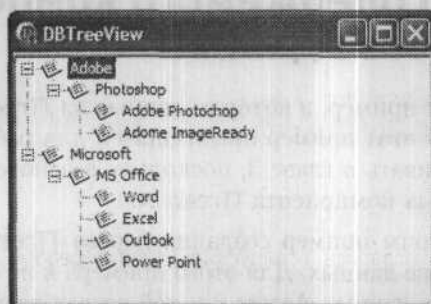 DBTreeView
Adobe
Photoshop
Adobe Photochop
Adome ImageReady
Microsoft
MS Office
Word
Excel
Outlook
Power Point